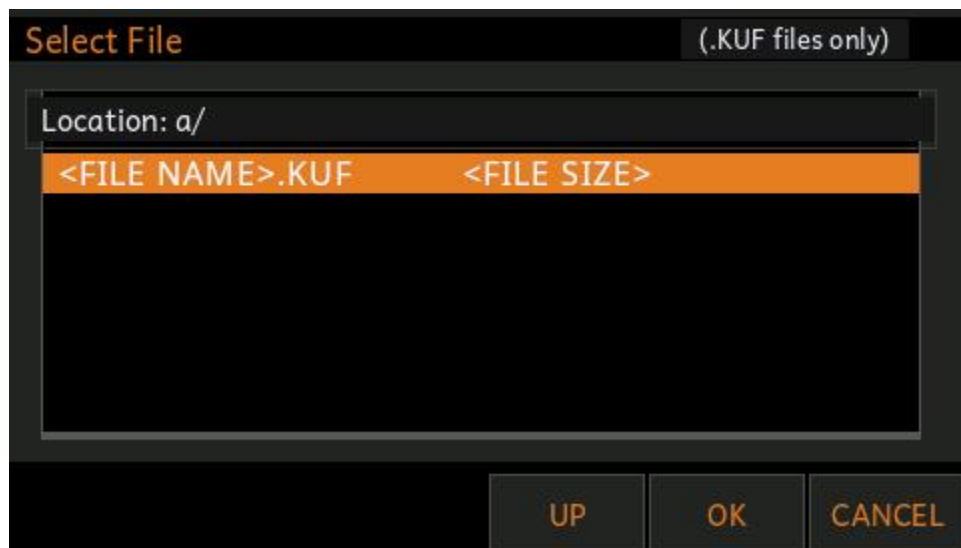 Select File (.KUF files only)
Location: a/
<FILE NAME>.KUF <FILE SIZE>
UP OK CANCEL